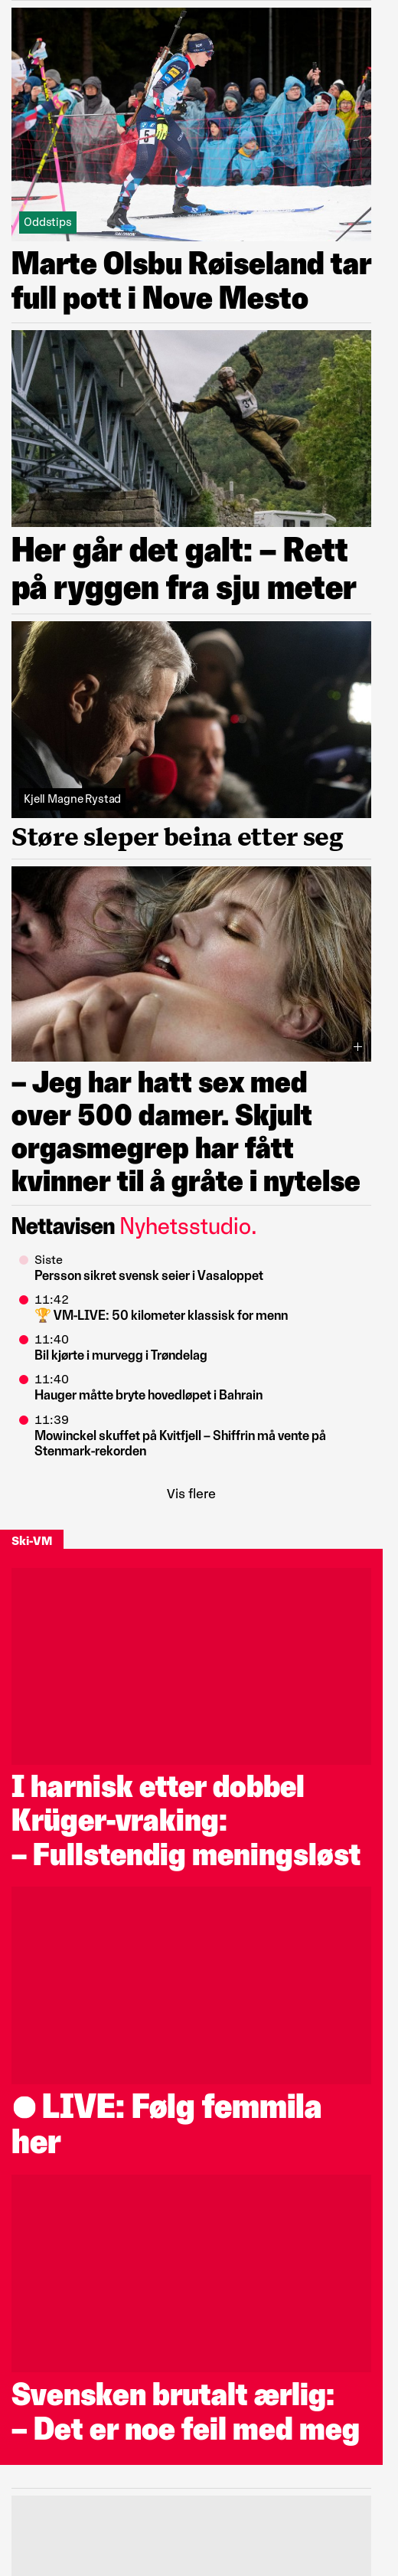 5
Oddstips
Marte Olsbu Røiseland tar
full pott i Nove Mesto
31
Her går det galt: – Rett
på ryggen fra sju meter
Kjell Magne Rystad
Støre sleper beina etter seg
– Jeg har hatt sex med
over 500 damer. Skjult
orgasmegrep har fått
kvinner til å gråte i nytelse
Nettavisen Nyhetsstudio.
Siste
Persson sikret svensk seier i Vasaloppet
11:42
🏆 VM-LIVE: 50 kilometer klassisk for menn
11:40
Bil kjørte i murvegg i Trøndelag
11:40
Hauger måtte bryte hovedløpet i Bahrain
11:39
Mowinckel skuffet på Kvitfjell – Shiffrin må vente på
Stenmark-rekorden
Vis flere
Ski-VM
I harnisk etter dobbel
Krüger-vraking:
– Fullstendig meningsløst
● LIVE: Følg femmila
her
Svensken brutalt ærlig:
– Det er noe feil med meg